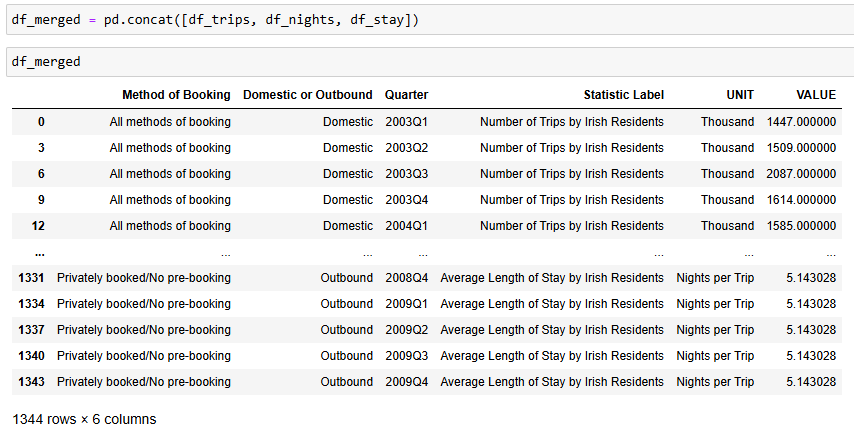 df_merged = pd.concat([df_trips, df_nights, df_stay])
df_merged
Method of Booking Domestic or Outbound Quarter Statistic Label UNIT VALUE
0 All methods of booking Domestic 2003Q1 Number of Trips by Irish Residents Thousand 1447.000000
3 All methods of booking Domestic 2003Q2 Number of Trips by Irish Residents Thousand 1509.000000
6 All methods of booking Domestic 2003Q3 Number of Trips by Irish Residents Thousand 2087.000000
9 All methods of booking Domestic 2003Q4 Number of Trips by Irish Residents Thousand 1614.000000
12 All methods of booking Domestic 2004Q1 Number of Trips by Irish Residents Thousand 1585.000000
... ... ... ... ... ... ...
1331 Privately booked/No pre-booking Outbound 2008Q4 Average Length of Stay by Irish Residents Nights per Trip 5.143028
1334 Privately booked/No pre-booking Outbound 2009Q1 Average Length of Stay by Irish Residents Nights per Trip 5.143028
1337 Privately booked/No pre-booking Outbound 2009Q2 Average Length of Stay by Irish Residents Nights per Trip 5.143028
1340 Privately booked/No pre-booking Outbound 2009Q3 Average Length of Stay by Irish Residents Nights per Trip 5.143028
1343 Privately booked/No pre-booking Outbound 2009Q4 Average Length of Stay by Irish Residents Nights per Trip 5.143028
1344 rows × 6 columns